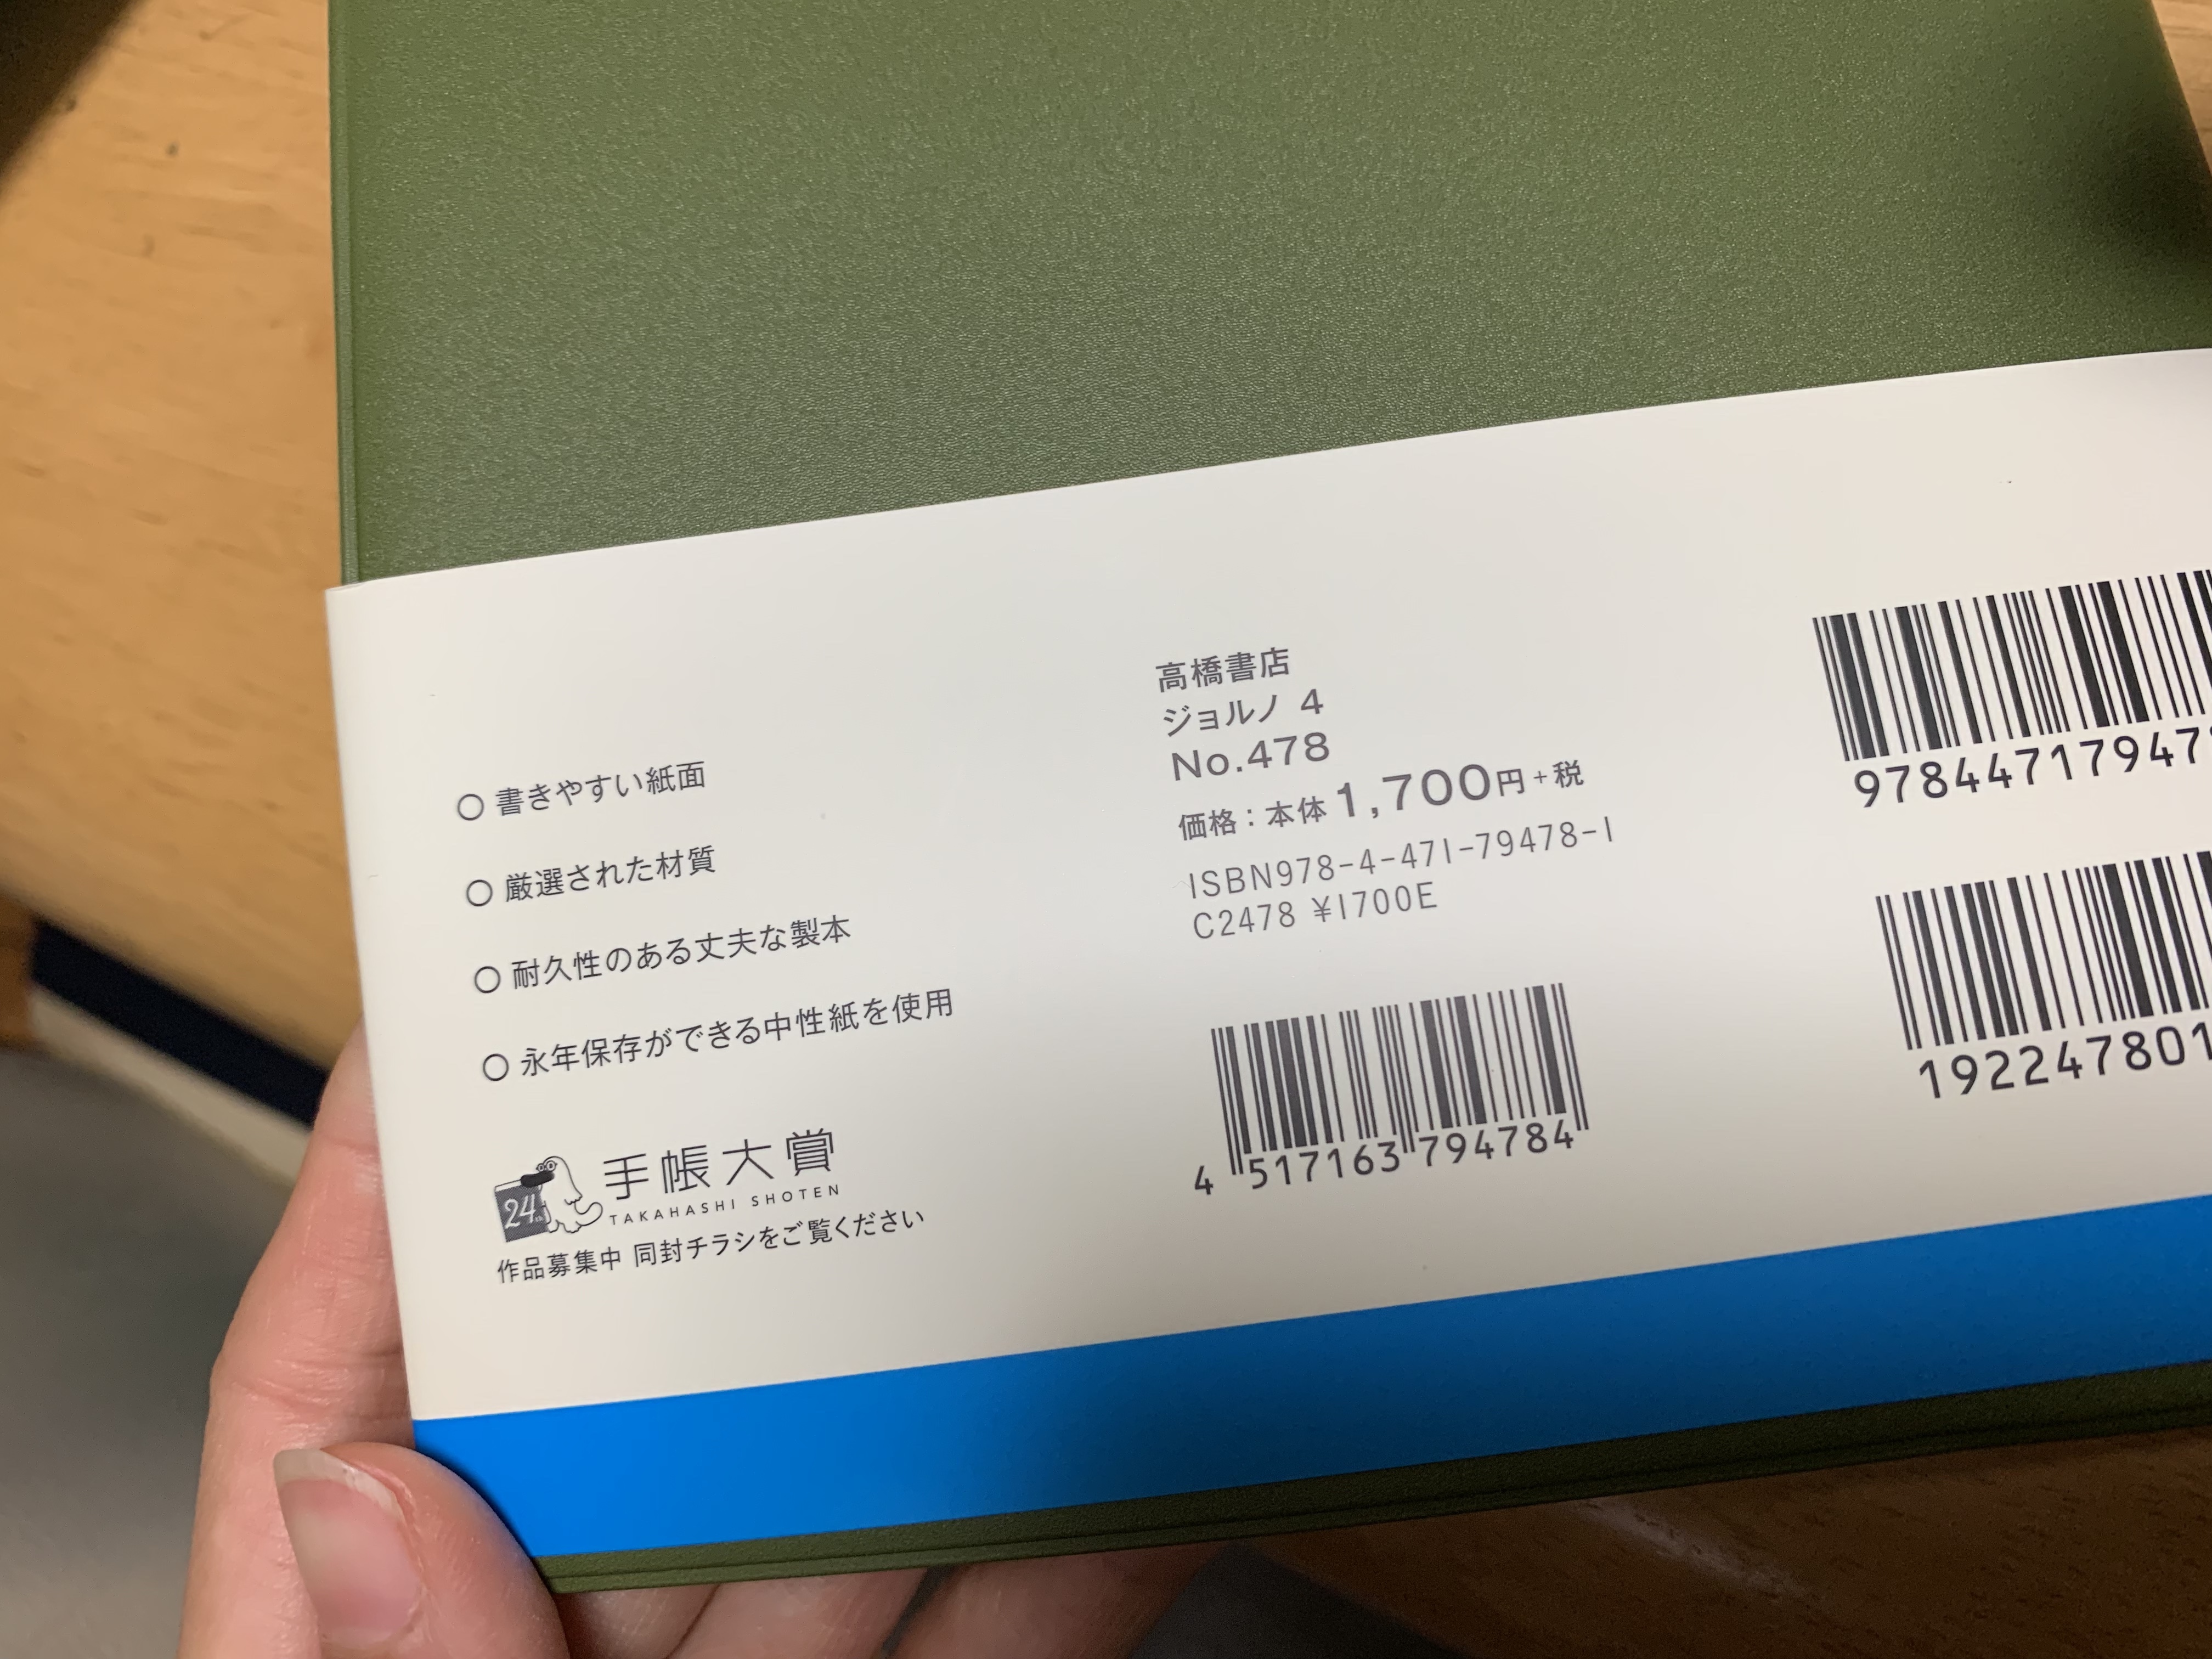 ○ 書きやすい紙面
○ 厳選された材質
○ 耐久性のある丈夫な製本
○ 永年保存ができる中性紙を使用
24th
手帳大賞
TAKAHASHI SHOTEN
作品募集中 同封チラシをご覧ください
高橋書店
ジョルノ 4
No.478
価格：本体1,700円+税
ISBN978-4-471-79478-1
C2478 ¥1700E
4 517163 794784
978447179478
192247801